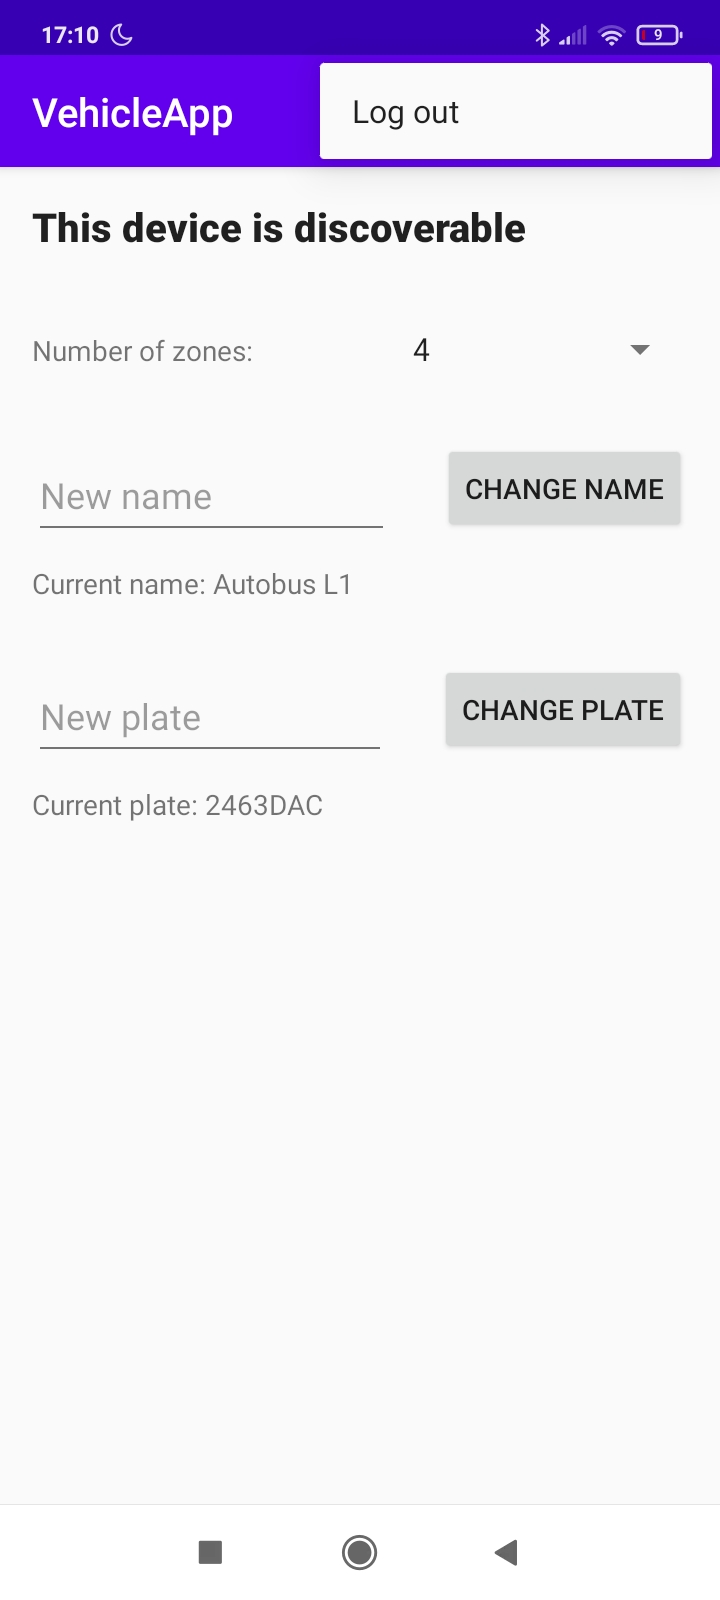 17:10
9
VehicleApp
Log out
This device is discoverable
Number of zones: 4
New name
CHANGE NAME
Current name: Autobus L1
New plate
CHANGE PLATE
Current plate: 2463DAC